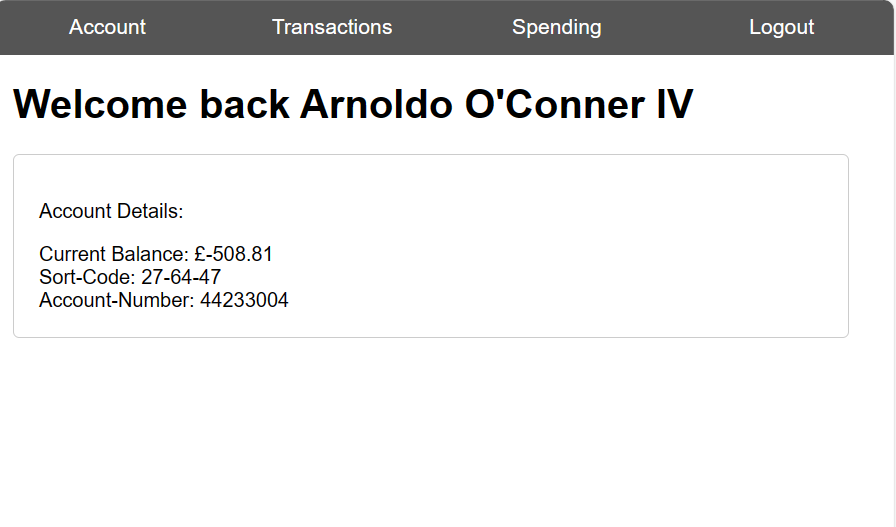 Account Transactions Spending Logout
Welcome back Arnoldo O'Conner IV
Account Details:
Current Balance: £-508.81
Sort-Code: 27-64-47
Account-Number: 44233004